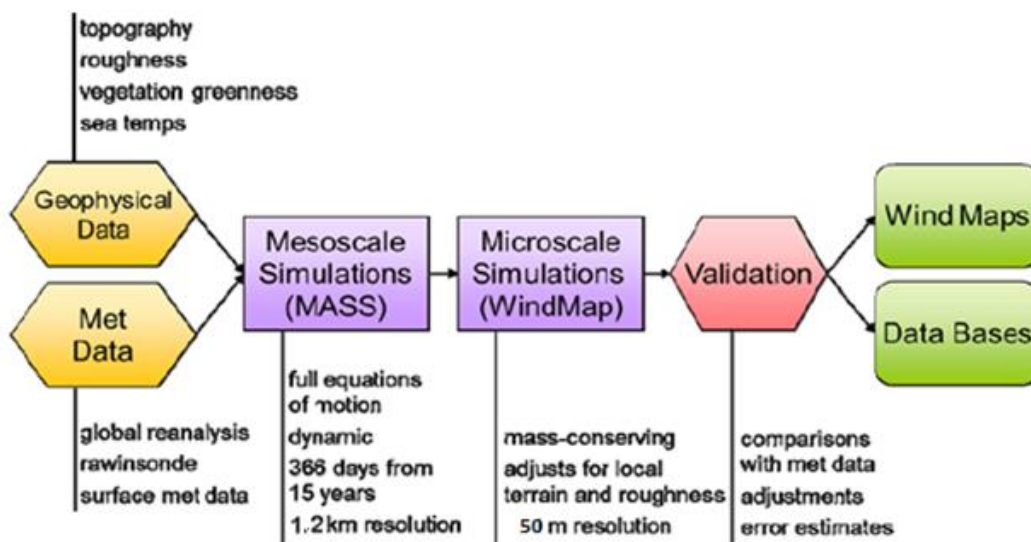 topography
roughness
vegetation greenness
sea temps
Geophysical
Data
Met
Data
global reanalysis
rawinsonde
surface met data
Mesoscale
Simulations
(MASS)
full equations
of motion
dynamic
366 days from
15 years
1.2 km resolution
Microscale
Simulations
(WindMap)
mass-conserving
adjusts for local
terrain and roughness
50 m resolution
Validation
comparisons
with met data
adjustments
error estimates
Wind Maps
Data Bases